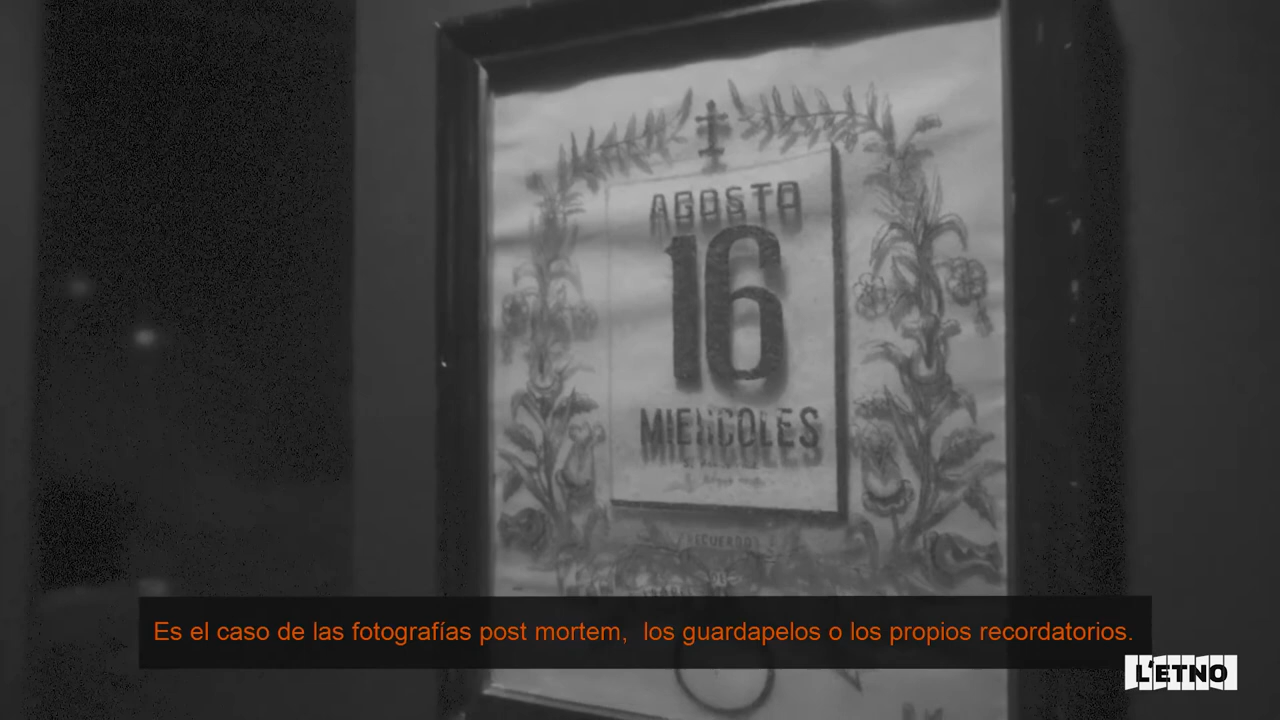 AGOSTO
16
MIERCOLES
RECUERDO
Es el caso de las fotografías post mortem,  los guardapelos o los propios recordatorios.
L'ETNO